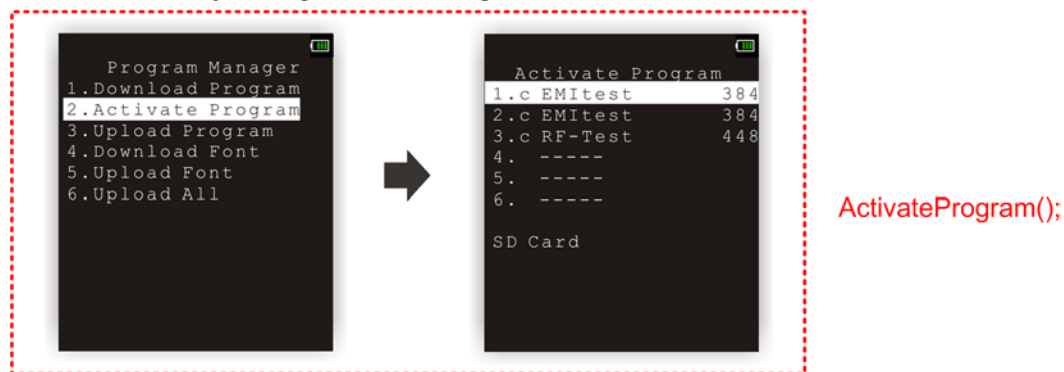 Program Manager
1.Download Program
2.Activate Program
3.Upload Program
4.Download Font
5.Upload Font
6.Upload All
Activate Program
1.c EMItest 384
2.c EMItest 384
3.c RF-Test 448
4. -----
5. -----
6. -----
SD Card
ActivateProgram();